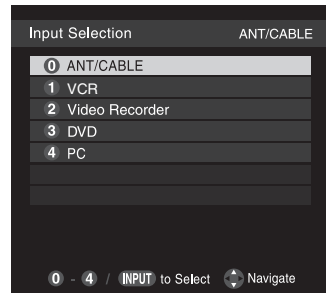 Input Selection ANT/CABLE
0 ANT/CABLE
1 VCR
2 Video Recorder
3 DVD
4 PC
0 - 4 / INPUT to Select Navigate